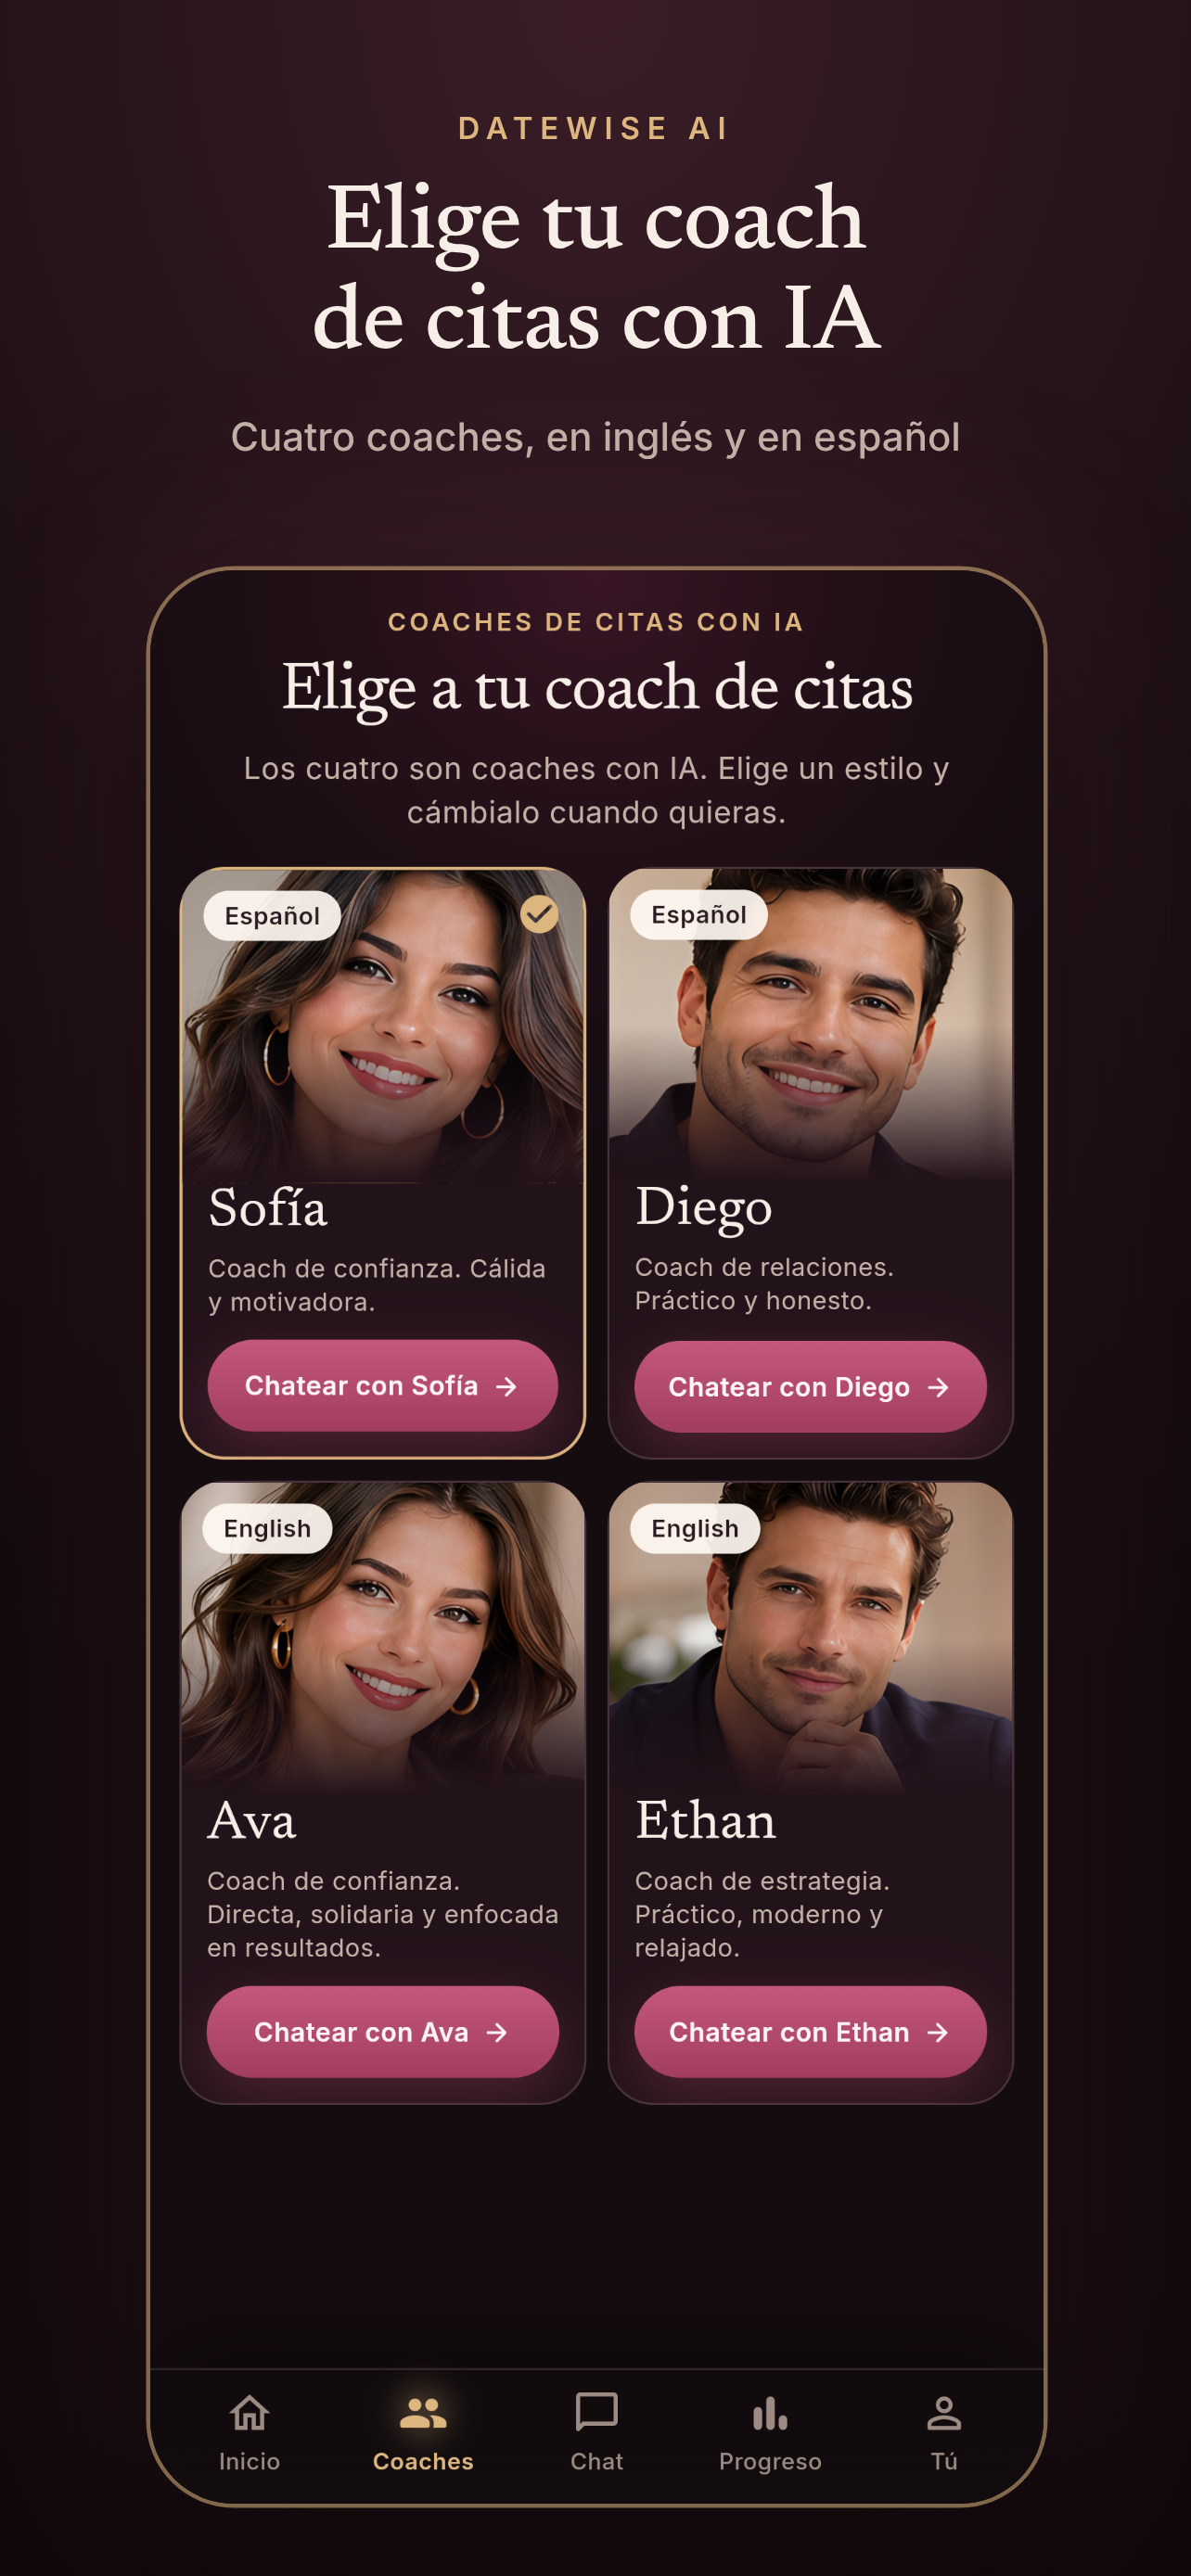 DATEWISE AI
Elige tu coach
de citas con IA
Cuatro coaches, en inglés y en español
COACHES DE CITAS CON IA
Elige a tu coach de citas
Los cuatro son coaches con IA. Elige un estilo y
cámbialo cuando quieras.
Español
Sofía
Coach de confianza. Cálida
y motivadora.
Chatear con Sofía →
Español
Diego
Coach de relaciones.
Práctico y honesto.
Chatear con Diego →
English
Ava
Coach de confianza.
Directa, solidaria y enfocada
en resultados.
Chatear con Ava →
English
Ethan
Coach de estrategia.
Práctico, moderno y
relajado.
Chatear con Ethan →
Inicio
Coaches
Chat
Progreso
Tú